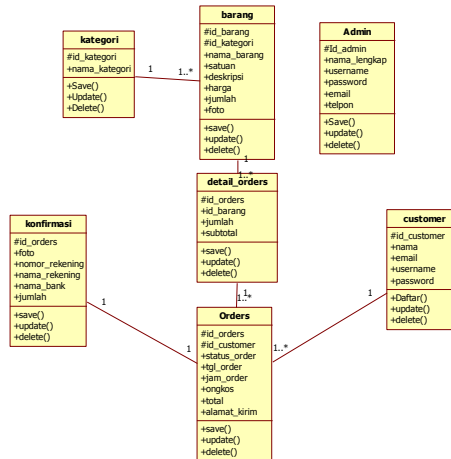 kategori
#id_kategori
+nama_kategori
+Save()
+Update()
+Delete()
1
1..*
barang
#id_barang
#id_kategori
+nama_barang
+satuan
+deskripsi
+harga
+jumlah
+foto
+save()
+update()
+delete()
Admin
#Id_admin
+nama_lengkap
+username
+password
+email
+telpon
+Save()
+update()
+delete()
1
1..*
detail_orders
#id_orders
+id_barang
+jumlah
+subtotal
+save()
+update()
+delete()
1
1..*
konfirmasi
#id_orders
+foto
+nomor_rekening
+nama_rekening
+nama_bank
+jumlah
+save()
+update()
+delete()
1
1
customer
#id_customer
+nama
+email
+username
+password
+Daftar()
+update()
+delete()
1
1..*
Orders
#id_orders
#id_customer
+status_order
+tgl_order
+jam_order
+ongkos
+total
+alamat_kirim
+save()
+update()
+delete()